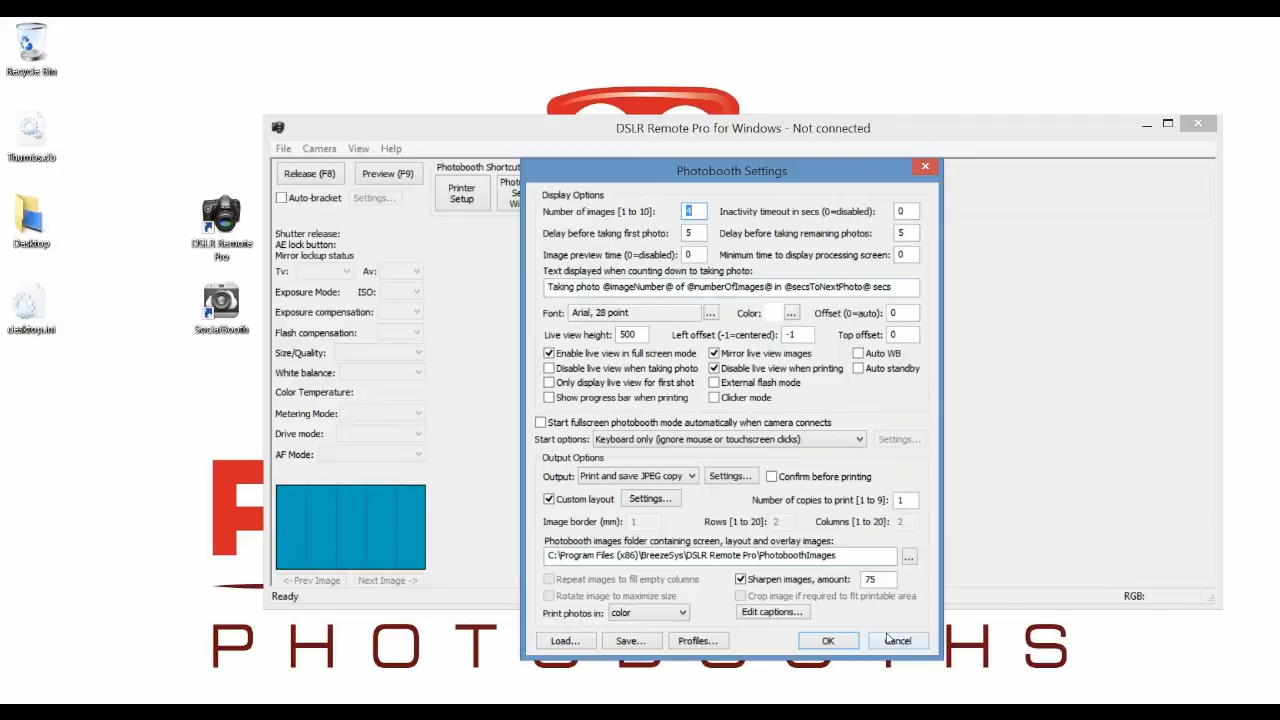 Recycle Bin
Thumbs.db
Desktop
desktop.ini
DSLR Remote Pro
SocialBooth
DSLR Remote Pro for Windows - Not connected
File Camera View Help
Release (F8) Preview (F9)
Auto-bracket Settings...
Photobooth Shortcut
Printer Setup
Shutter release:
AE lock button:
Mirror lockup status
Tv: Av:
Exposure Mode: ISO:
Exposure compensation:
Flash compensation:
Size/Quality:
White balance:
Color Temperature:
Metering Mode:
Drive mode:
AF Mode:
<- Prev Image Next Image ->
Ready
RGB:
Photobooth Settings
Display Options
Number of images [1 to 10]: 4 Inactivity timeout in secs (0=disabled): 0
Delay before taking first photo: 5 Delay before taking remaining photos: 5
Image preview time (0=disabled): 0 Minimum time to display processing screen: 0
Text displayed when counting down to taking photo:
Taking photo @imageNumber@ of @numberOfImages@ in @secsToNextPhoto@ secs
Font: Arial, 28 point ... Color: ... Offset (0=auto): 0
Live view height: 500 Left offset (-1=centered): -1 Top offset: 0
Enable live view in full screen mode Mirror live view images Auto WB
Disable live view when taking photo Disable live view when printing Auto standby
Only display live view for first shot External flash mode
Show progress bar when printing Clicker mode
Start fullscreen photobooth mode automatically when camera connects
Start options: Keyboard only (ignore mouse or touchscreen clicks) Settings...
Output Options
Output: Print and save JPEG copy Settings... Confirm before printing
Custom layout Settings... Number of copies to print [1 to 9]: 1
Image border (mm): 1 Rows [1 to 20]: 2 Columns [1 to 20]: 2
Photobooth images folder containing screen, layout and overlay images:
C:\Program Files (x86)\BreezeSys\DSLR Remote Pro\PhotoboothImages ...
Repeat images to fill empty columns Sharpen images, amount: 75
Rotate image to maximize size Crop image if required to fit printable area
Print photos in: color Edit captions...
Load... Save... Profiles... OK Cancel